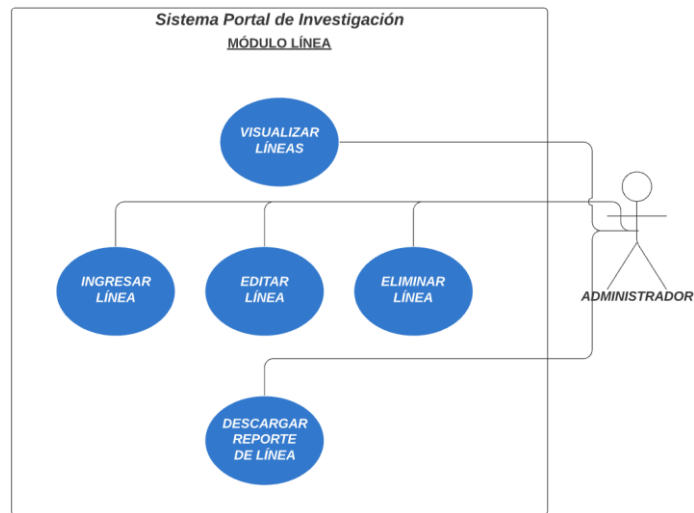 Sistema Portal de Investigación
MÓDULO LÍNEA
VISUALIZAR
LÍNEAS
INGRESAR
LÍNEA
EDITAR
LÍNEA
ELIMINAR
LÍNEA
ADMINISTRADOR
DESCARGAR
REPORTE
DE LÍNEA